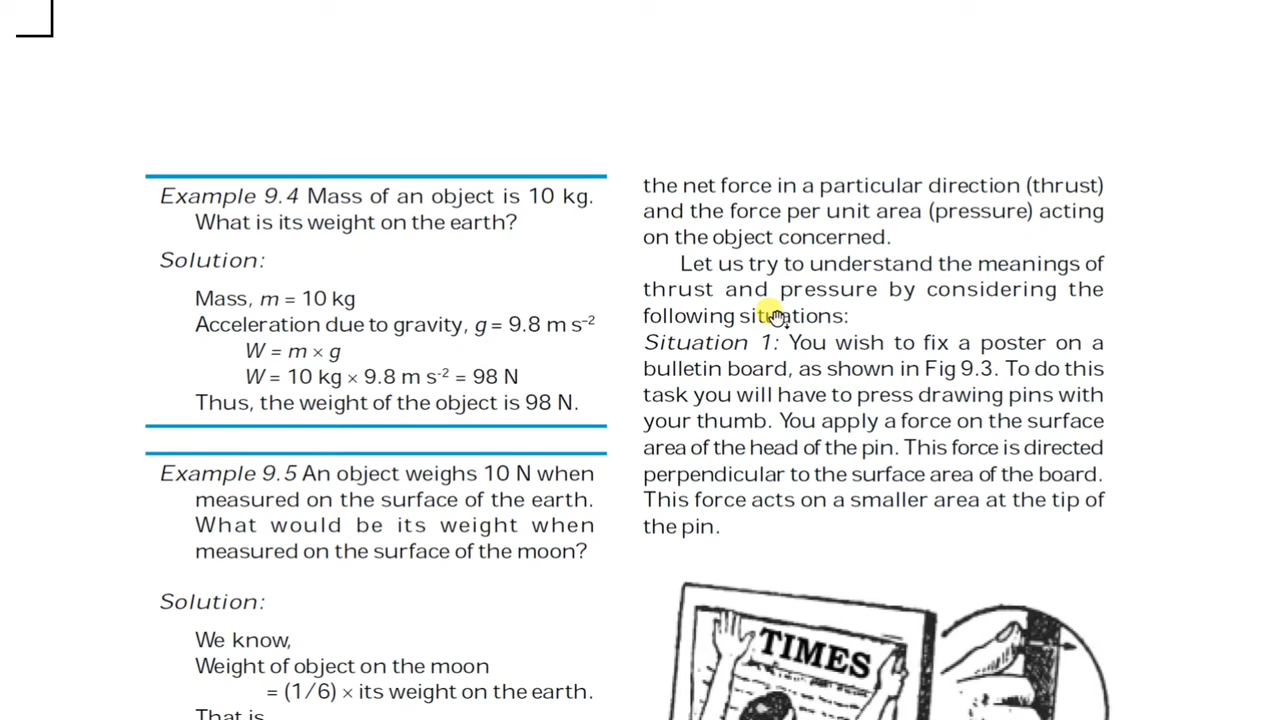 Example 9.4 Mass of an object is 10 kg.
What is its weight on the earth?
Solution:
Mass, m = 10 kg
Acceleration due to gravity, g = 9.8 m s⁻²
W = m × g
W = 10 kg × 9.8 m s⁻² = 98 N
Thus, the weight of the object is 98 N.
Example 9.5 An object weighs 10 N when
measured on the surface of the earth.
What would be its weight when
measured on the surface of the moon?
Solution:
We know,
Weight of object on the moon
= (1/6) × its weight on the earth.
That is
the net force in a particular direction (thrust)
and the force per unit area (pressure) acting
on the object concerned.
Let us try to understand the meanings of
thrust and pressure by considering the
following situations:
Situation 1: You wish to fix a poster on a
bulletin board, as shown in Fig 9.3. To do this
task you will have to press drawing pins with
your thumb. You apply a force on the surface
area of the head of the pin. This force is directed
perpendicular to the surface area of the board.
This force acts on a smaller area at the tip of
the pin.
TIMES